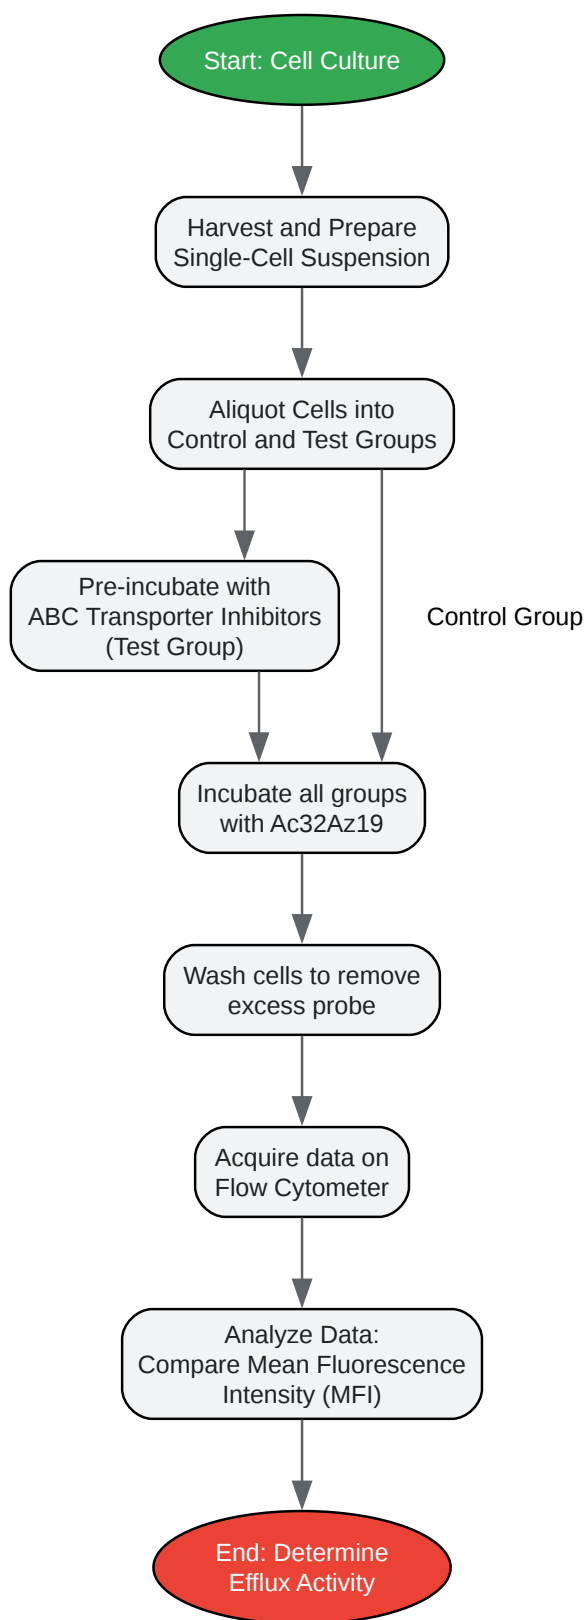 Start: Cell Culture
Harvest and Prepare
Single-Cell Suspension
Aliquot Cells into
Control and Test Groups
Pre-incubate with
ABC Transporter Inhibitors
(Test Group)
Control Group
Incubate all groups
with Ac32Az19
Wash cells to remove
excess probe
Acquire data on
Flow Cytometer
Analyze Data:
Compare Mean Fluorescence
Intensity (MFI)
End: Determine
Efflux Activity